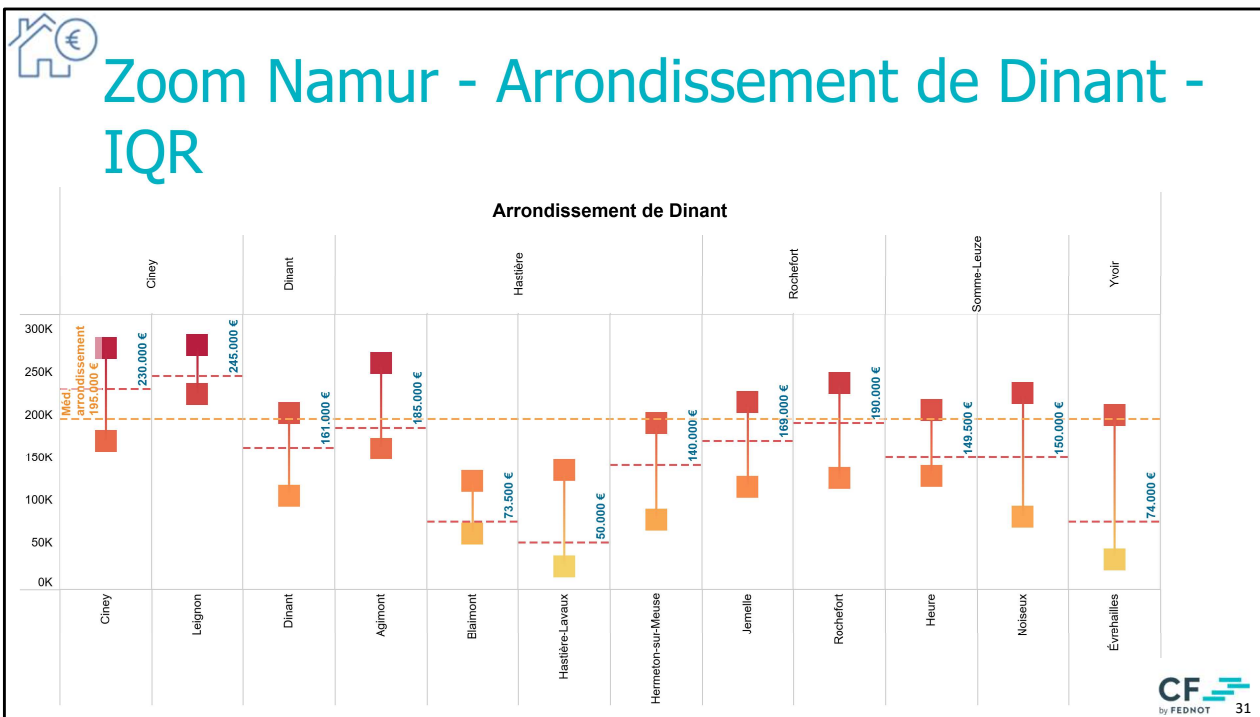 €
Zoom Namur - Arrondissement de Dinant -
IQR
Arrondissement de Dinant
Ciney
Dinant
Hastière
Rochefort
Somme-Leuze
Yvoir
300K
250K
200K
150K
100K
50K
0K
Méd.
arrondissement
195.000 €
230.000 €
245.000 €
161.000 €
185.000 €
73.500 €
50.000 €
140.000 €
169.000 €
190.000 €
149.500 €
150.000 €
74.000 €
Ciney
Leignon
Dinant
Agimont
Blaimont
Hastière-Lavaux
Hermeton-sur-Meuse
Jemelle
Rochefort
Heure
Noiseux
Évrehailles
CF
by FEDNOT
31